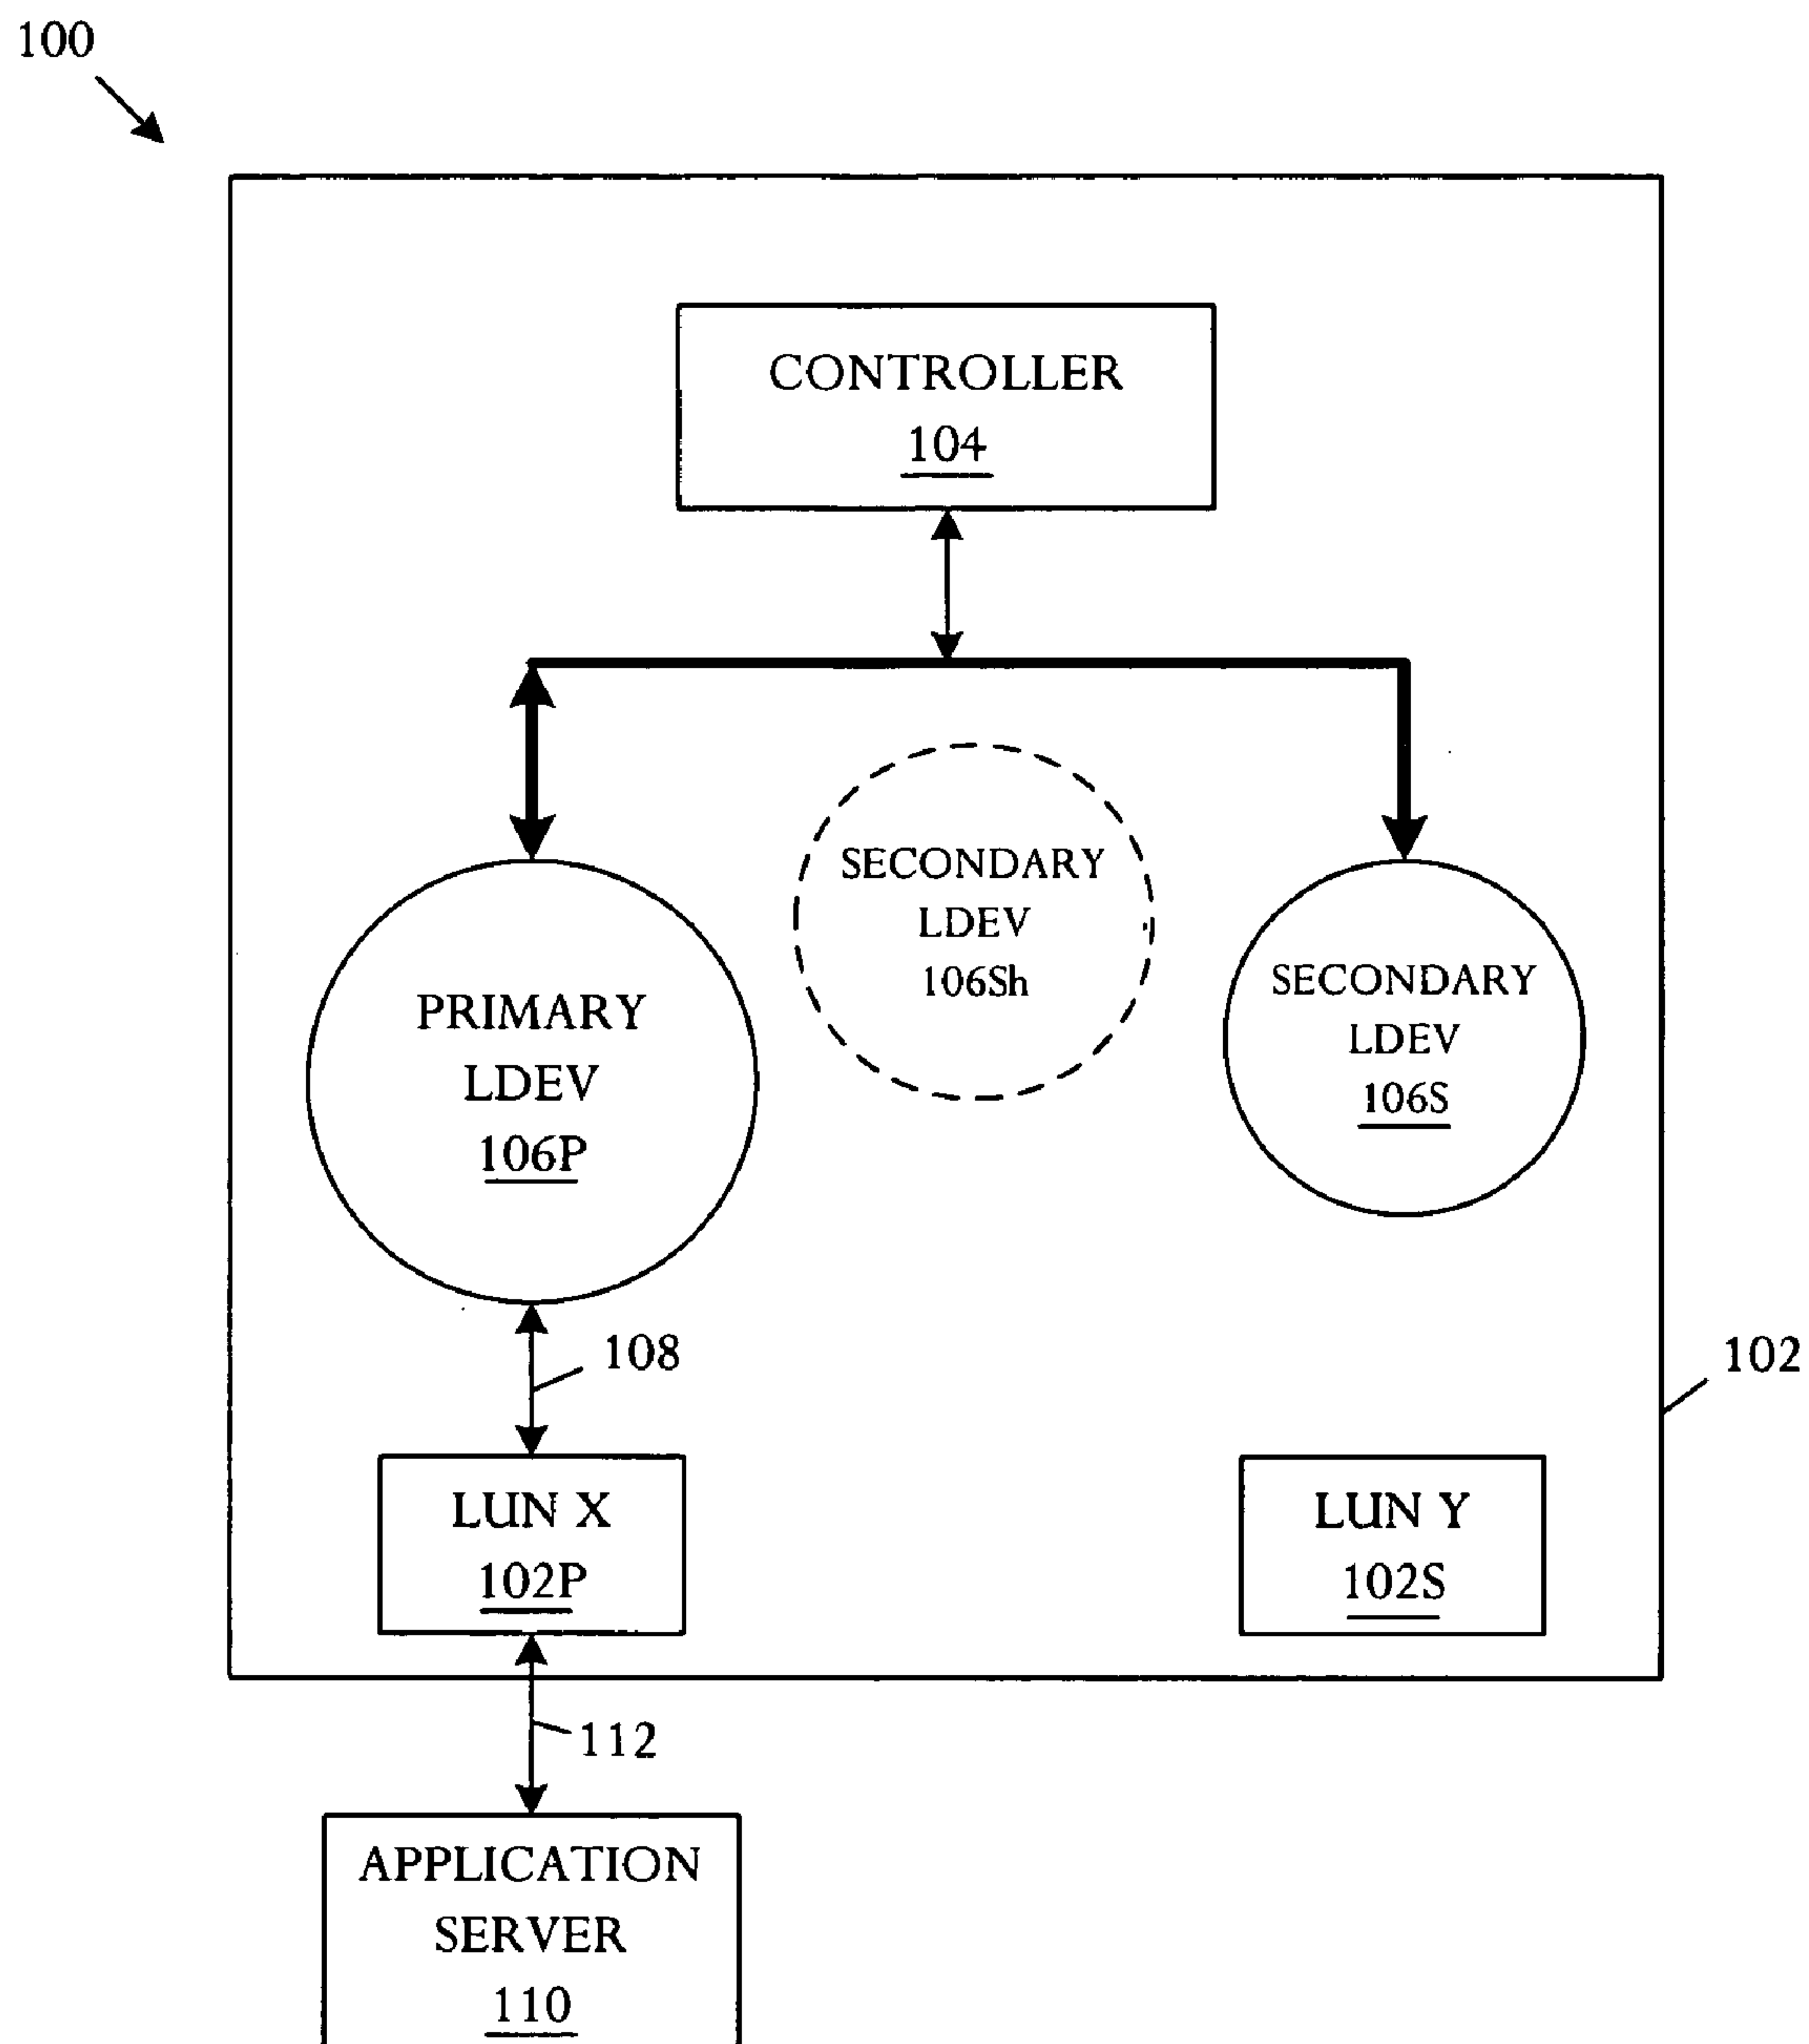 100
CONTROLLER
104
SECONDARY
LDEV
106Sh
SECONDARY
LDEV
106S
PRIMARY
LDEV
106P
108
102
LUN X
102P
LUN Y
102S
112
APPLICATION
SERVER
110